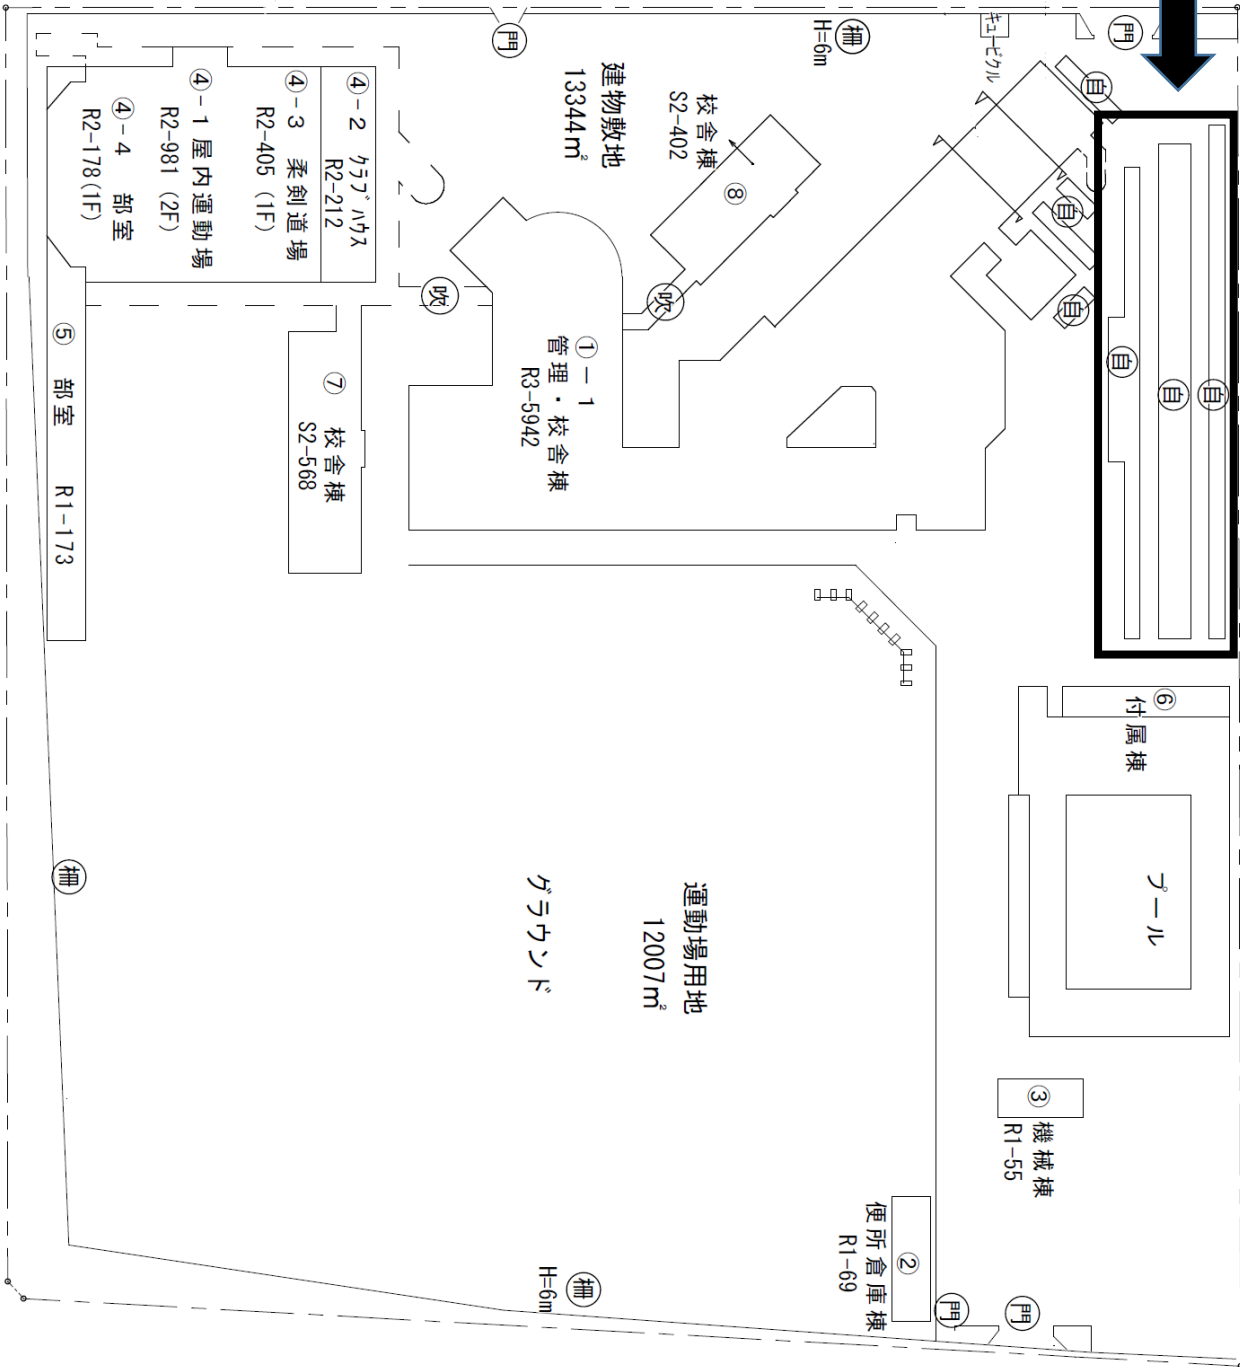 門
柵
H=6m
キュービクル
門
自
建物敷地
13344㎡
校舎棟
S2-402
⑧
④-2 クラブハウス
R2-212
④-3 柔剣道場
R2-405 (1F)
④-1 屋内運動場
R2-981 (2F)
④-4 部室
R2-178(1F)
自
自
吹
吹
①-1
管理・校舎棟
R3-5942
自
自
自
⑤ 部室 R1-173
⑦ 校舎棟
S2-568
⑥
付属棟
プール
柵
グラウンド
運動場用地
12007㎡
③ 機械棟
R1-55
② 便所倉庫棟
R1-69
柵
H=6m
門
門